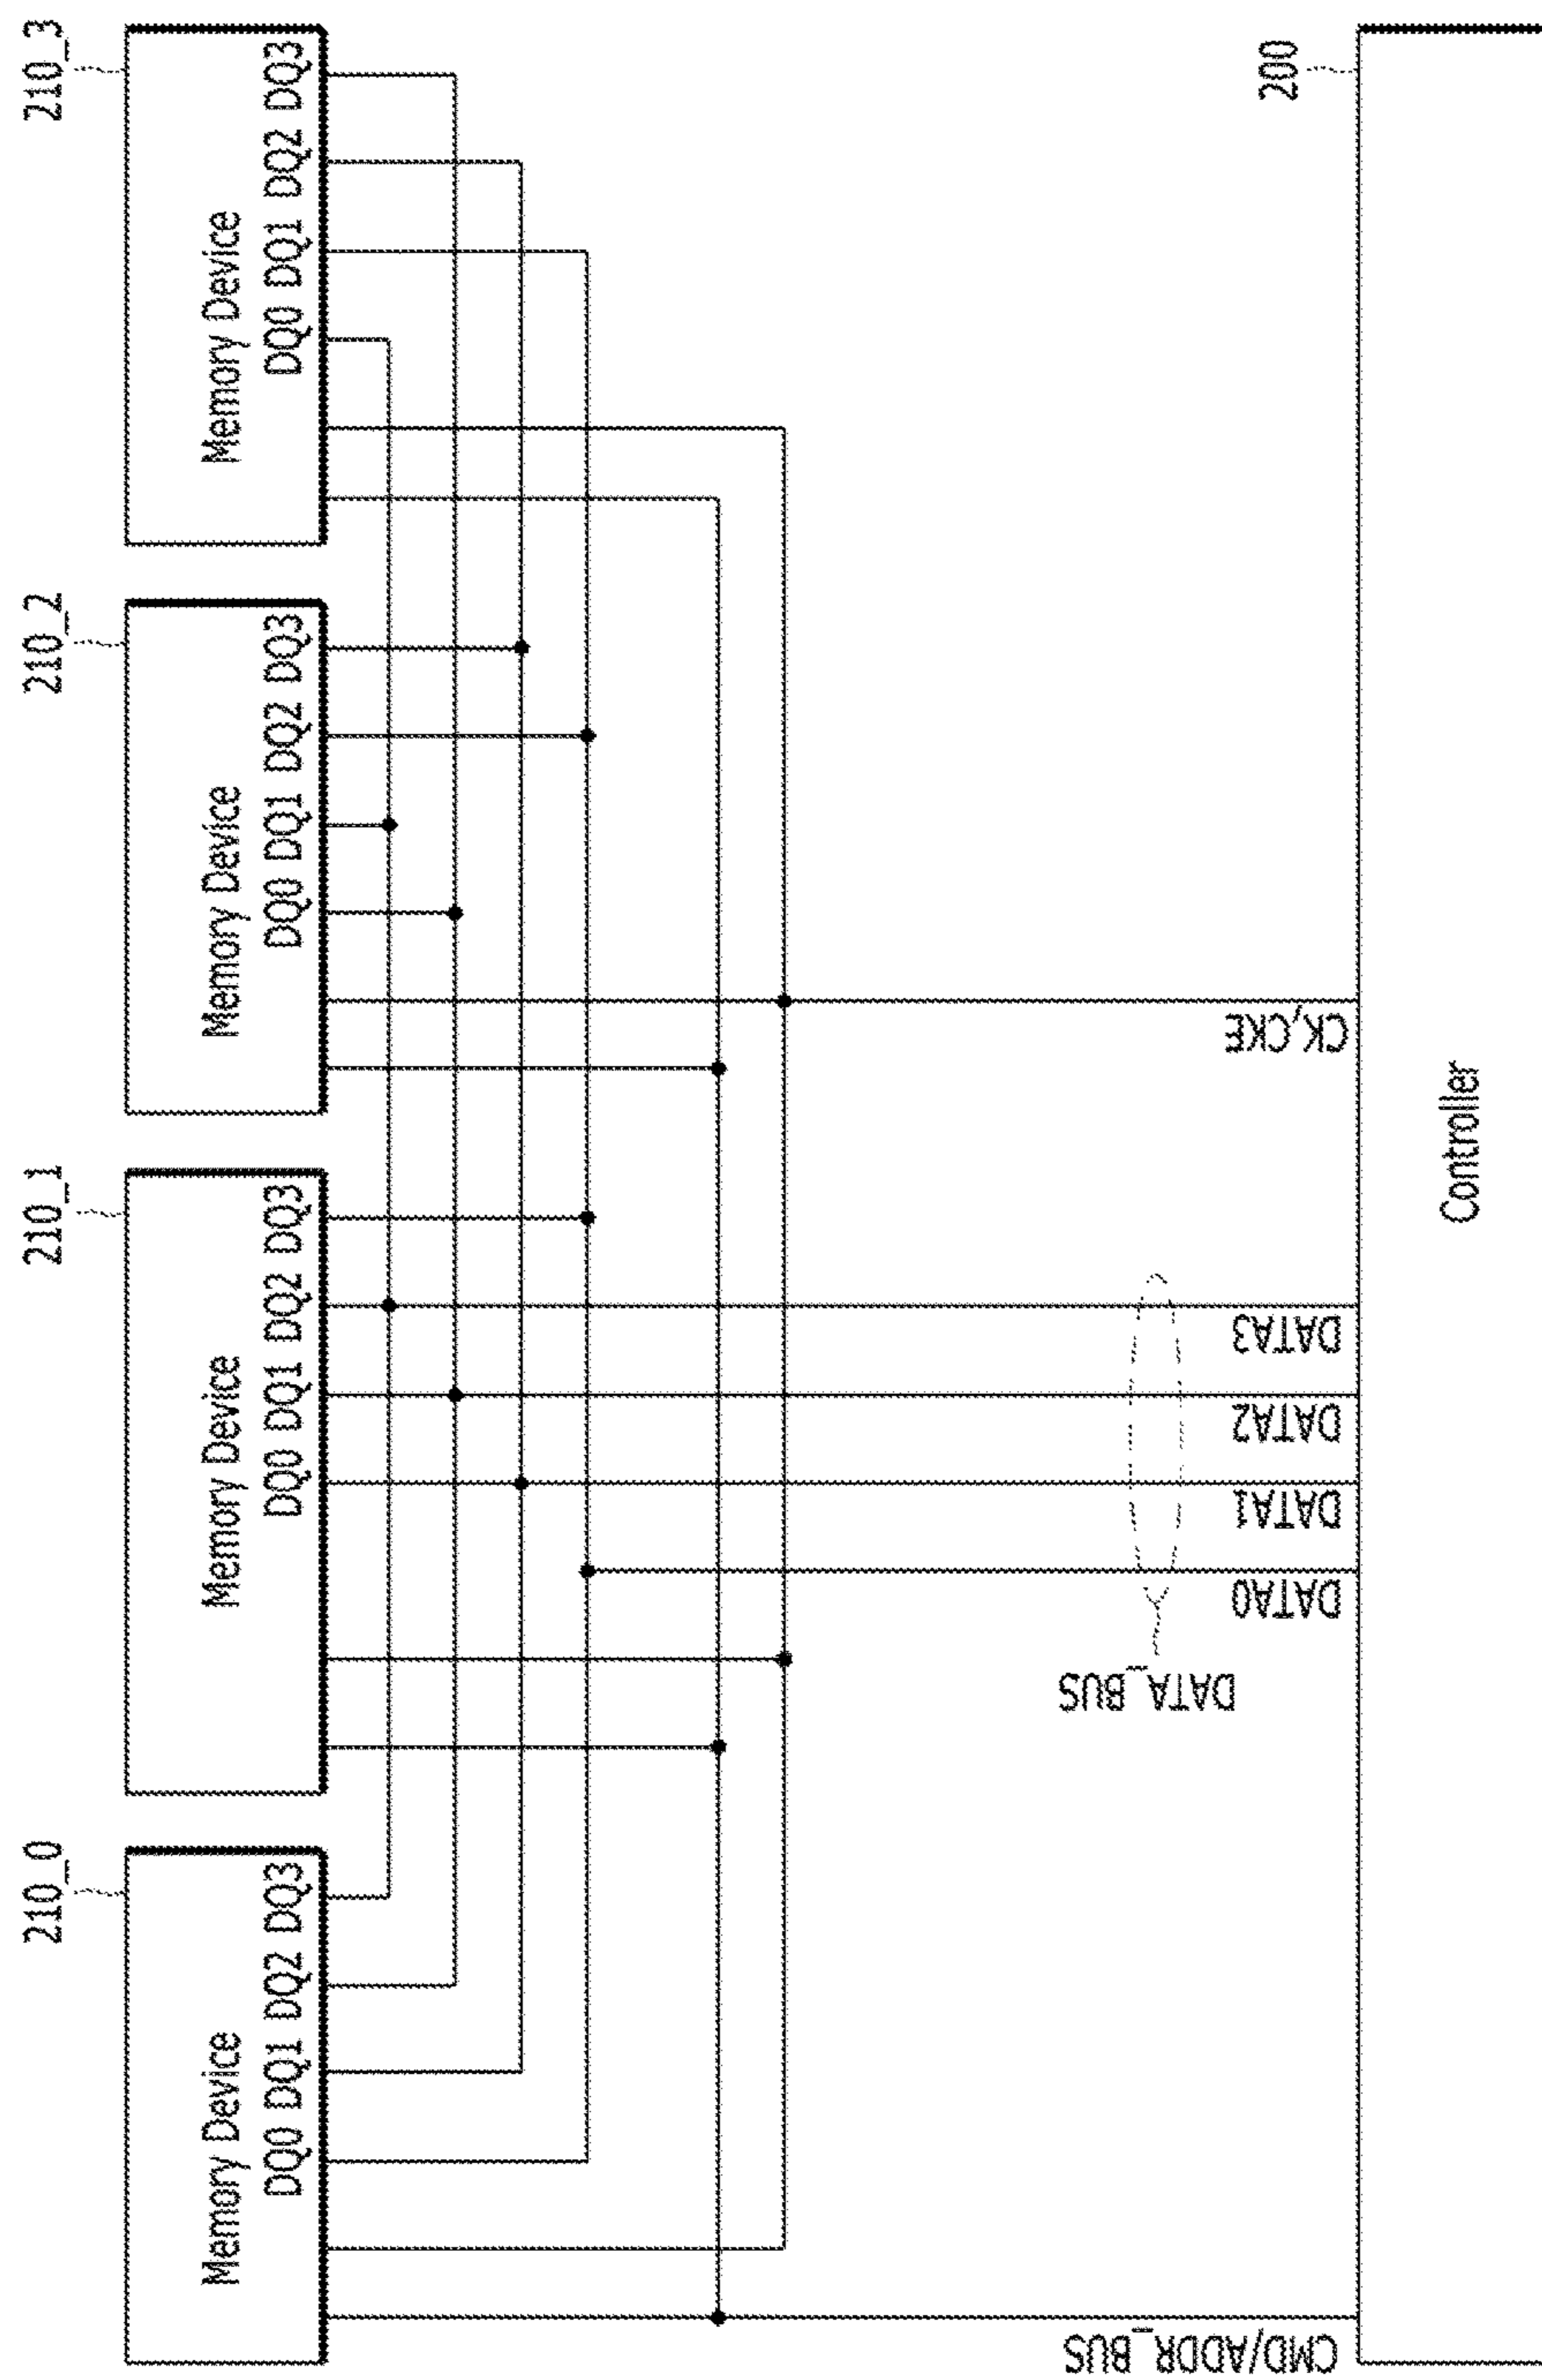 210_0
210_1
210_2
210_3
Memory Device
DQ0 DQ1 DQ2 DQ3
Memory Device
DQ0 DQ1 DQ2 DQ3
Memory Device
DQ0 DQ1 DQ2 DQ3
Memory Device
DQ0 DQ1 DQ2 DQ3
CMD/ADDR_BUS
DATA_BUS
DATA0
DATA1
DATA2
DATA3
CK,CKE
200
Controller